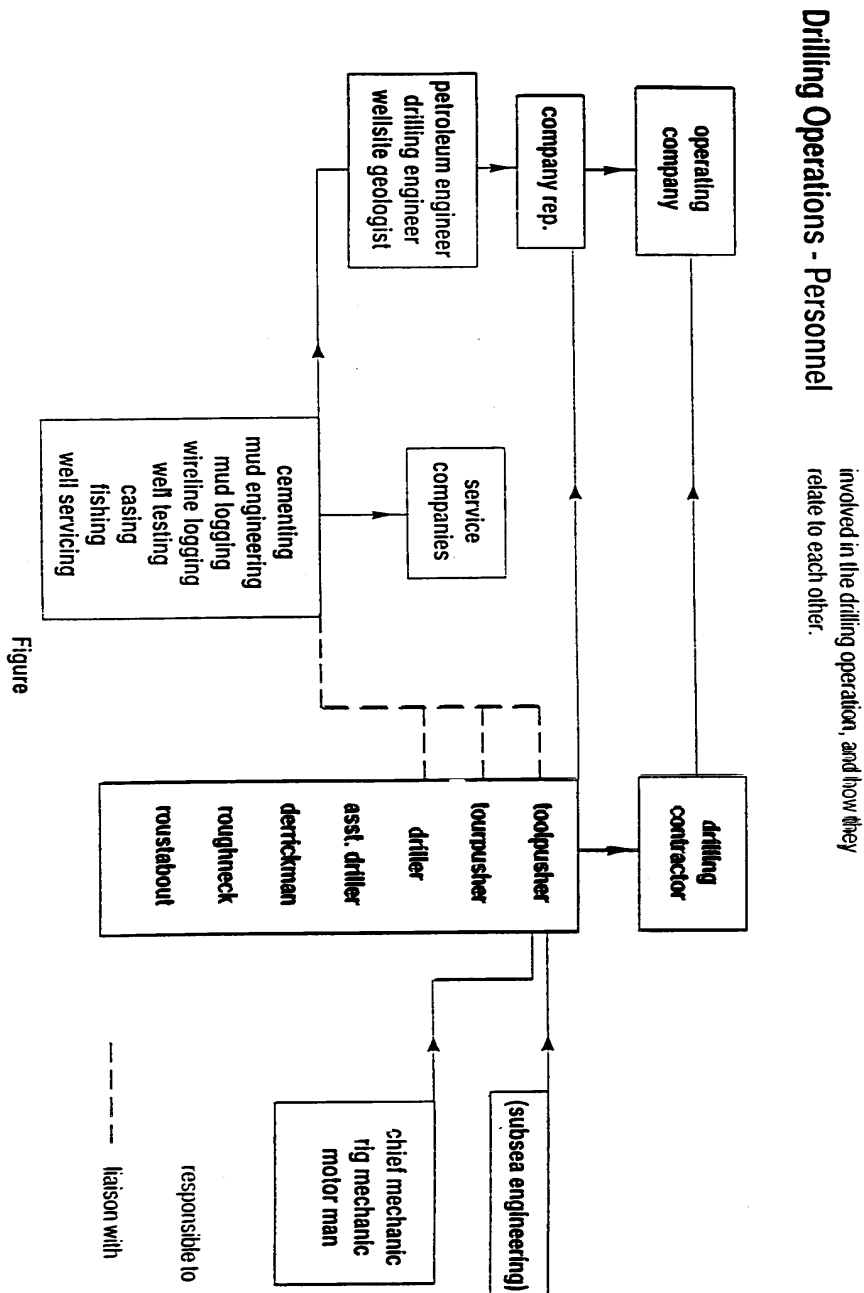 Drilling Operations - Personnel
involved in the drilling operation, and how they
relate to each other.
operating
company
drilling
contractor
company rep.
petroleum engineer
drilling engineer
wellsite geologist
service
companies
cementing
mud engineering
mud logging
wireline logging
well testing
casing
fishing
well servicing
toolpusher
tourpusher
driller
asst. driller
derrickman
roughneck
roustabout
(subsea engineering)
chief mechanic
rig mechanic
motor man
responsible to
liaison with
Figure